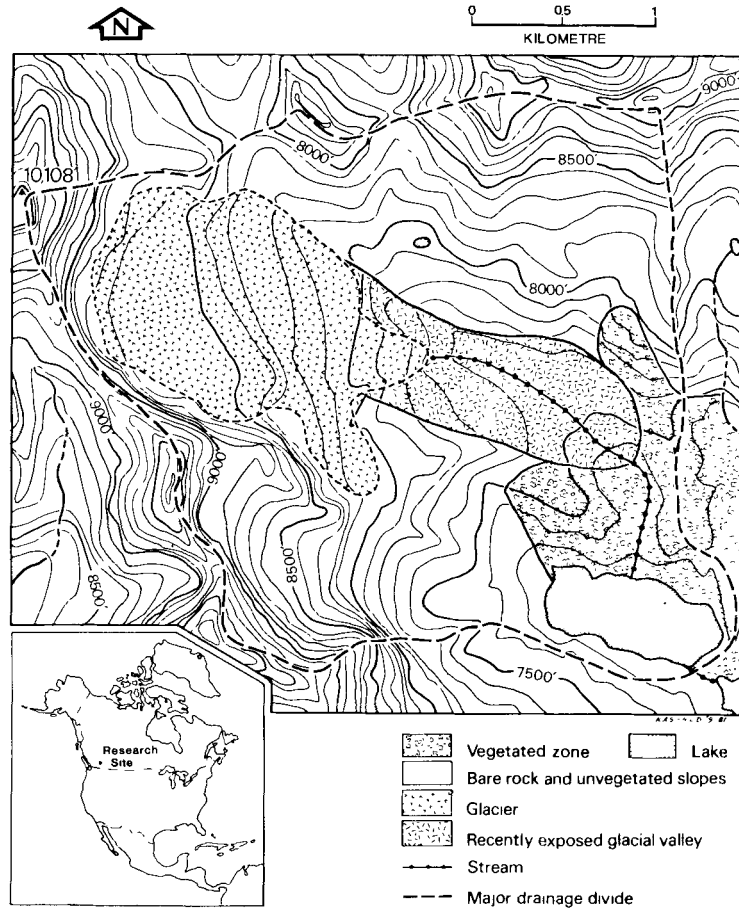 N
0 0.5 1
KILOMETRE
9000'
8000'
8500'
10,108'
8000'
9000'
9000'
8500'
8500'
7500'
Research
Site
Vegetated zone Lake
Bare rock and unvegetated slopes
Glacier
Recently exposed glacial valley
Stream
Major drainage divide